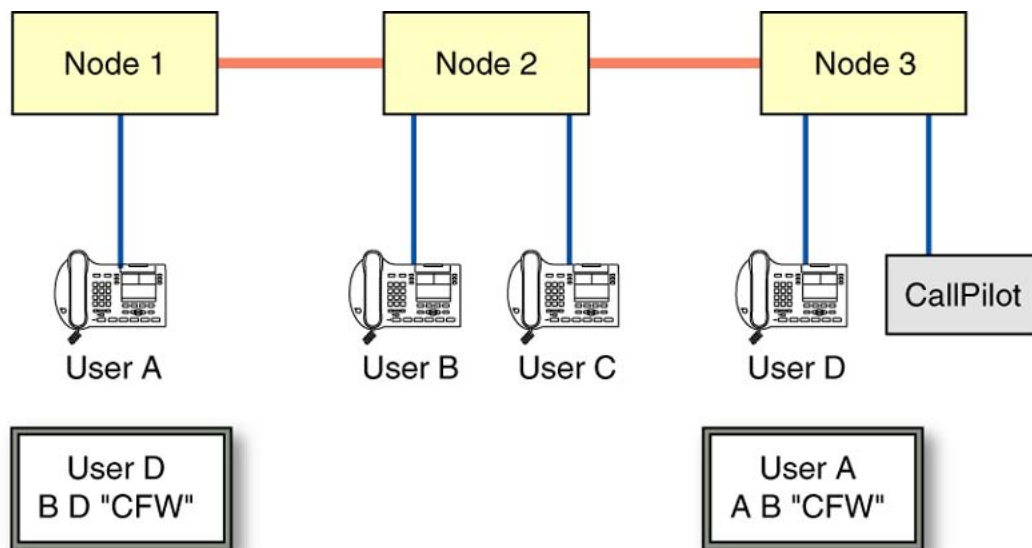 Node 1
Node 2
Node 3
CallPilot
User A
User B
User C
User D
User D
B D "CFW"
User A
A B "CFW"